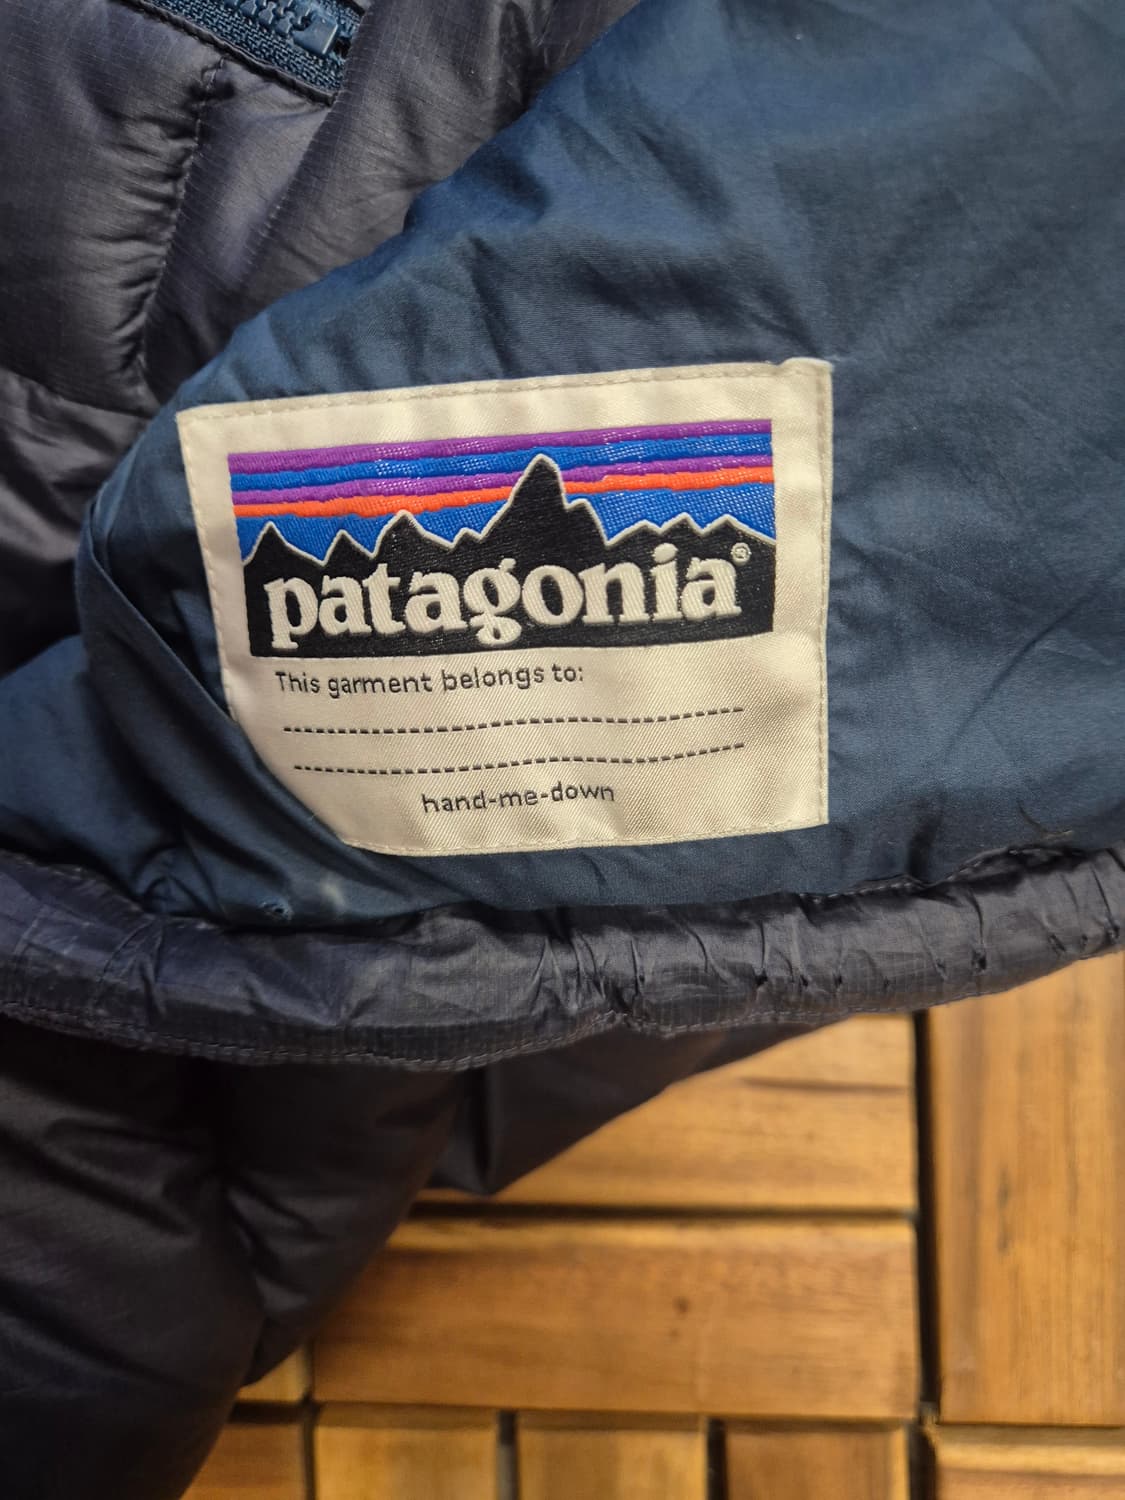 patagonia®
This garment belongs to:
hand-me-down